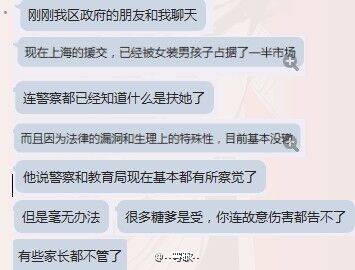 刚刚我区政府的朋友和我聊天
现在上海的援交，已经被女装男孩子占据了一半市场
连警察都已经知道什么是扶她了
而且因为法律的漏洞和生理上的特殊性，目前基本没辙
他说警察和教育局现在基本都有所察觉了
但是毫无办法
很多糖爹是受，你连故意伤害都告不了
有些家长都不管了